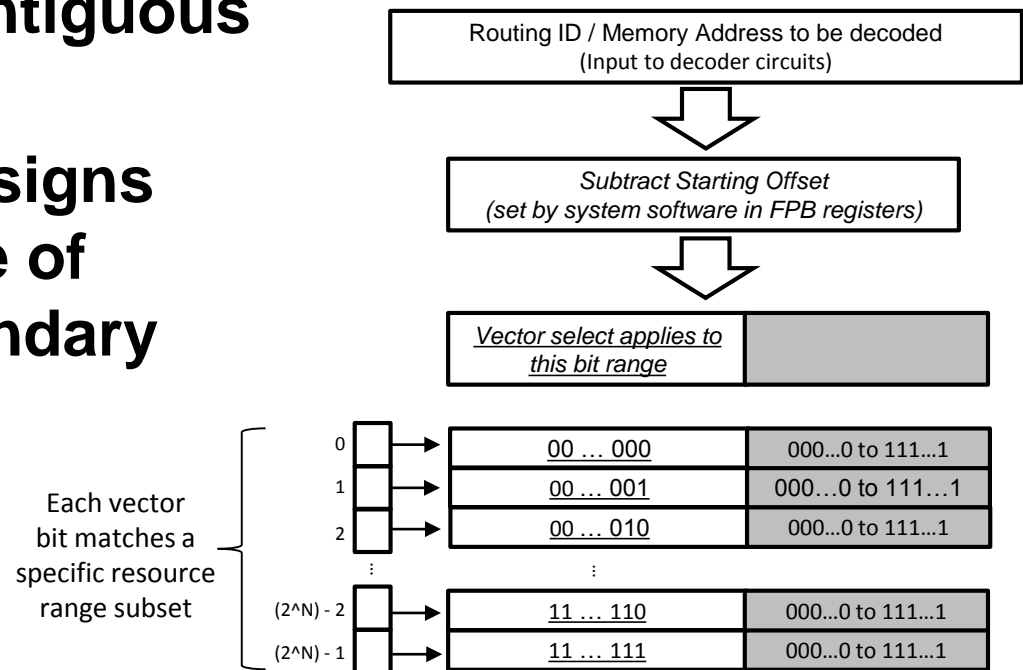 Routing ID / Memory Address to be decoded
(Input to decoder circuits)
Subtract Starting Offset
(set by system software in FPB registers)
Vector select applies to
this bit range
of
0 00 … 000 000...0 to 111...1
1 00 … 001 000…0 to 111…1
2 00 … 010 000...0 to 111...1
⋮ ⋮
(2^N) - 2 11 … 110 000...0 to 111...1
(2^N) - 1 11 … 111 000...0 to 111...1
Each vector
bit matches a
specific resource
range subset